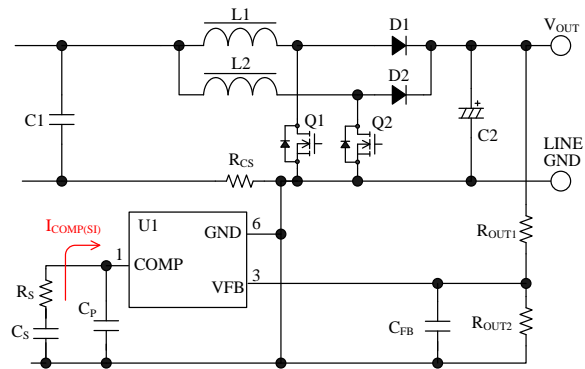 L1
D1
VOUT
L2
D2
C1
Q1
Q2
+
C2
RCS
LINE
GND
ICOMP(SI)
U1
GND
6
ROUT1
1
COMP
VFB
3
RS
CP
CS
CFB
ROUT2